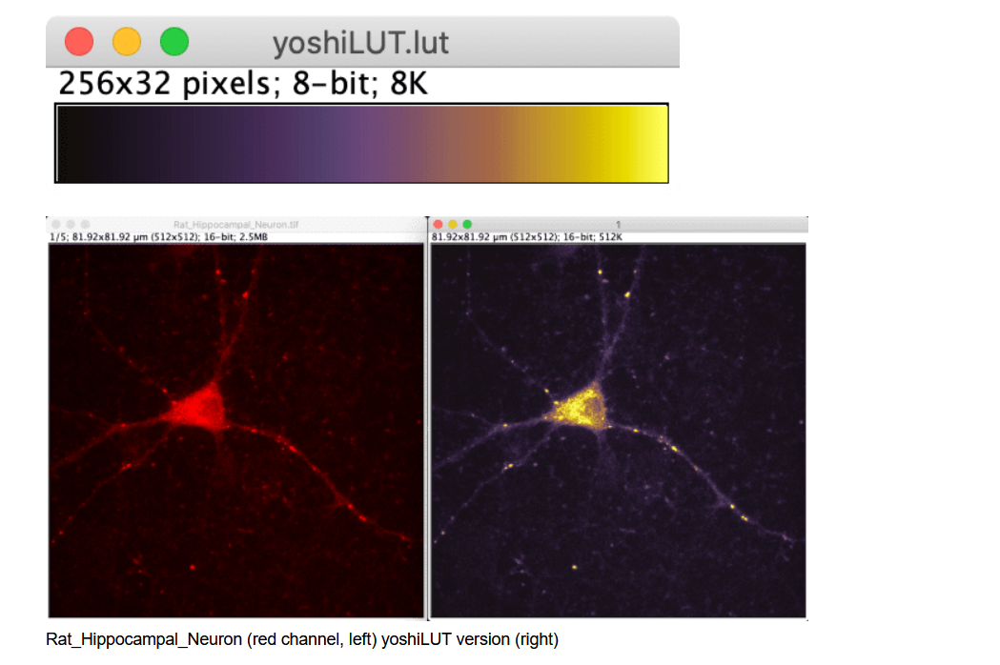 yoshiLUT.lut
256x32 pixels; 8-bit; 8K
Rat_Hippocampal_Neuron.tif
1/5; 81.92x81.92 µm (512x512); 16-bit; 2.5MB
1
81.92x81.92 µm (512x512); 16-bit; 512K
Rat_Hippocampal_Neuron (red channel, left) yoshiLUT version (right)